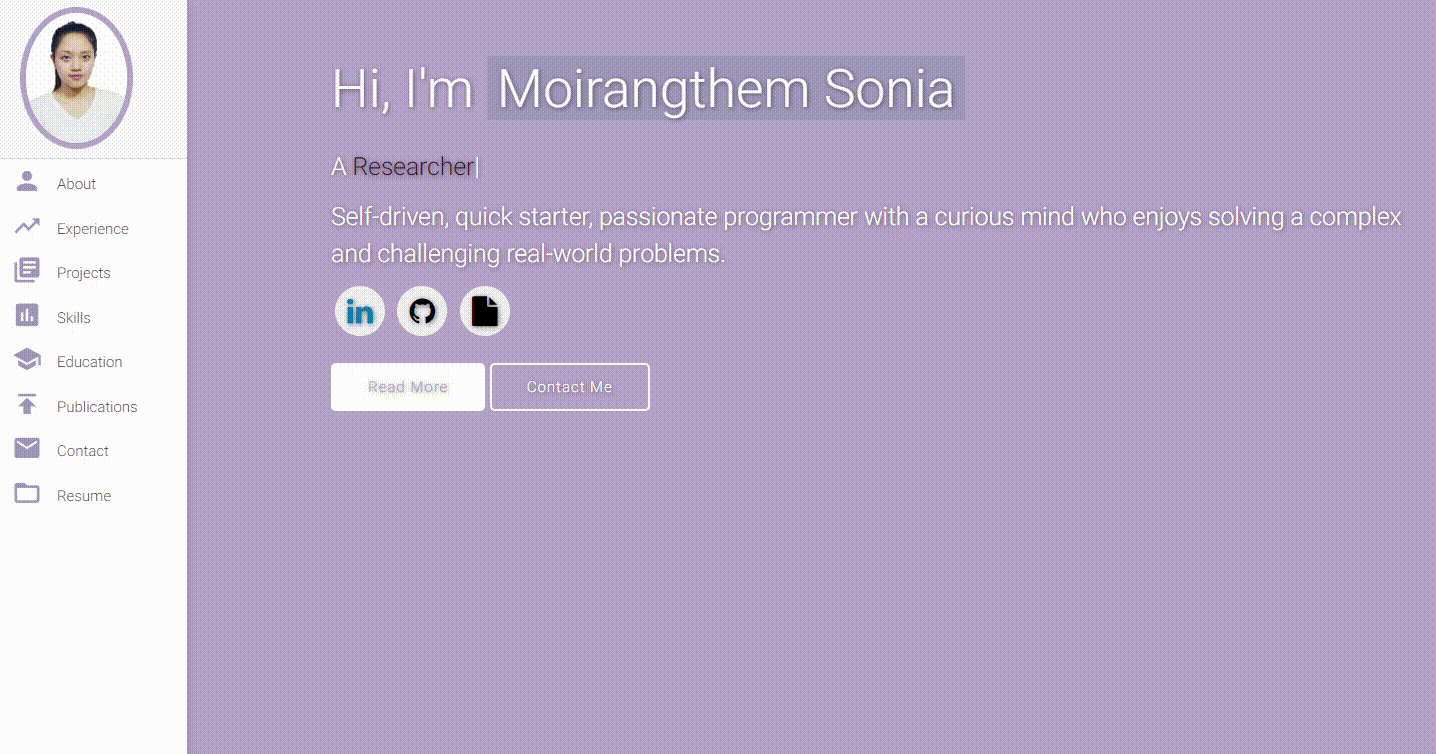 About
Experience
Projects
Skills
Education
Publications
Contact
Resume
Hi, I'm Moirangthem Sonia
A Researcher|
Self-driven, quick starter, passionate programmer with a curious mind who enjoys solving a complex
and challenging real-world problems.
in
Read More Contact Me